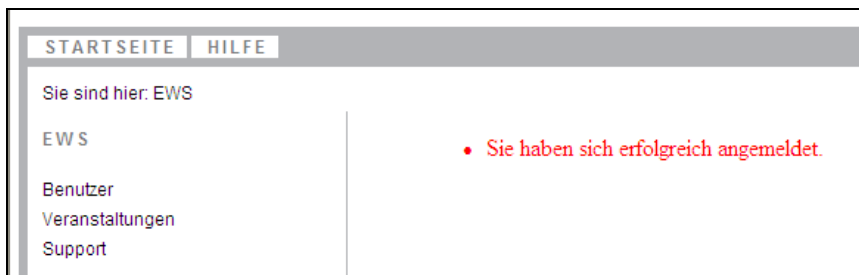 STARTSEITE HILFE
Sie sind hier: EWS
EWS
• Sie haben sich erfolgreich angemeldet.
Benutzer
Veranstaltungen
Support